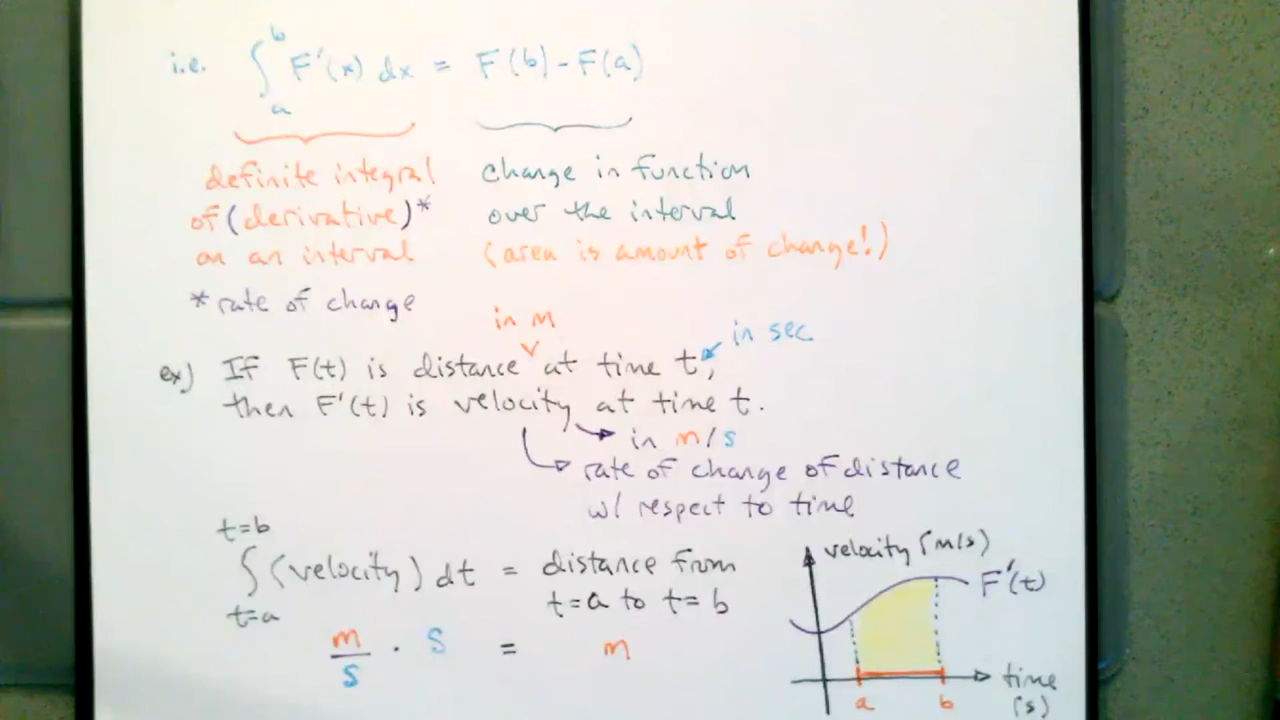 i.e. ∫_a^b F'(x) dx = F(b) - F(a)
definite integral
of (derivative)*
on an interval
change in function
over the interval
(area is amount of change!)
* rate of change
in m
in sec
ex) If F(t) is distance at time t,
then F'(t) is velocity at time t.
in m/s
rate of change of distance
w/ respect to time
t=b
∫ (velocity) dt = distance from
t=a
t=a to t=b
m/s · s = m
velocity (m/s)
F'(t)
time
(s)
a b